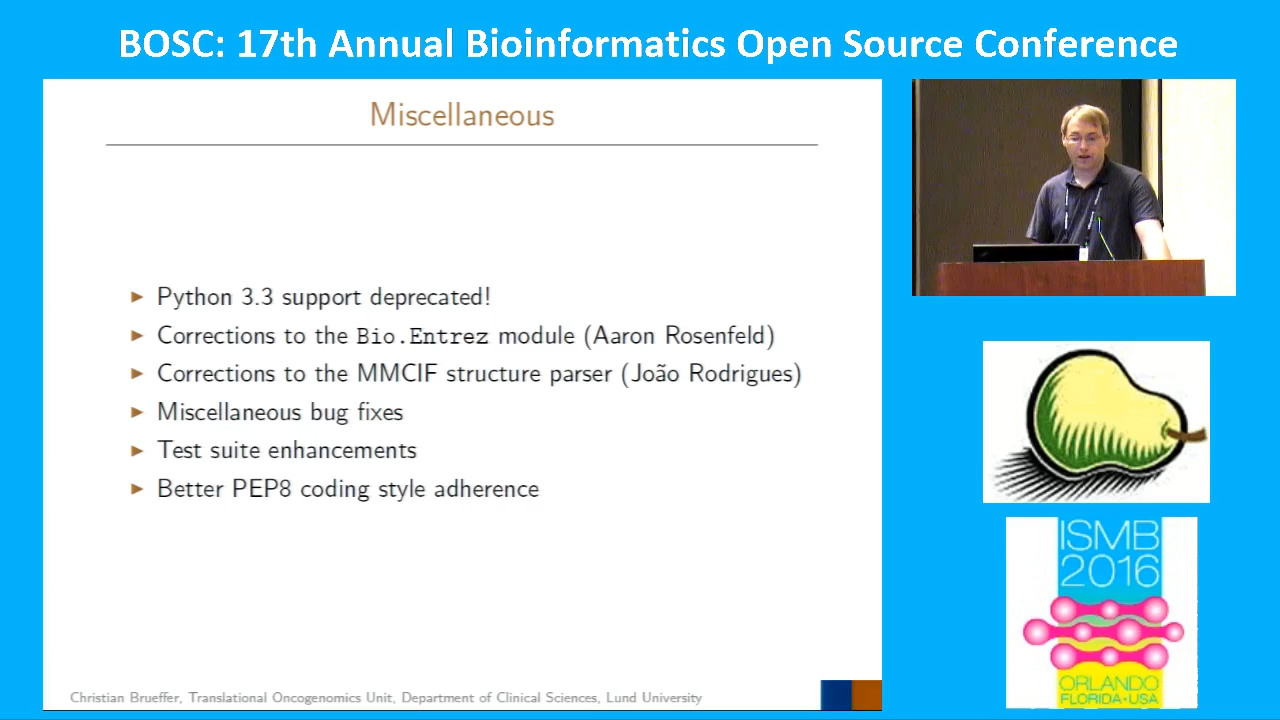 BOSC: 17th Annual Bioinformatics Open Source Conference
Miscellaneous
Python 3.3 support deprecated!
Corrections to the Bio.Entrez module (Aaron Rosenfeld)
Corrections to the MMCIF structure parser (João Rodrigues)
Miscellaneous bug fixes
Test suite enhancements
Better PEP8 coding style adherence
Christian Brueffer, Translational Oncogenomics Unit, Department of Clinical Sciences, Lund University
ISMB
2016
ORLANDO
FLORIDA•USA